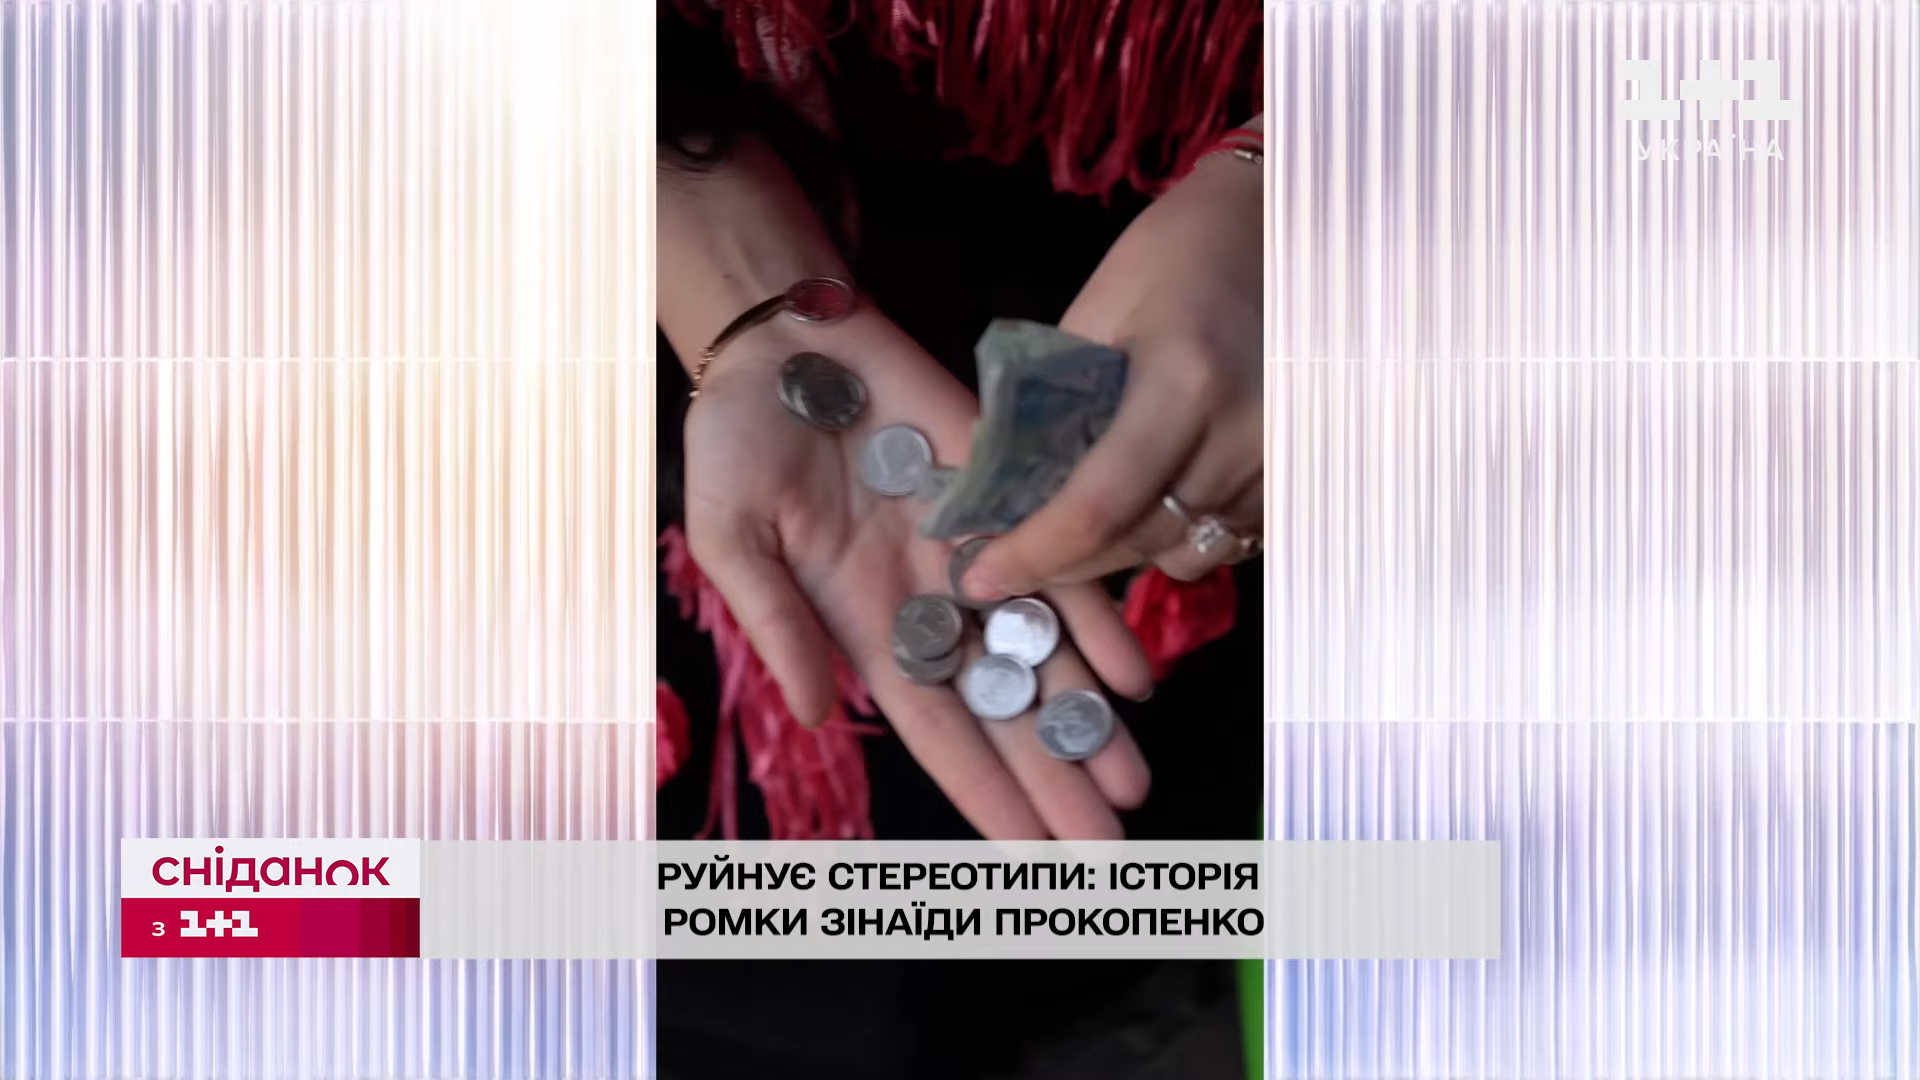 1+1
УКРАЇНА
СНІДАНОК
з 1+1
РУЙНУЄ СТЕРЕОТИПИ: ІСТОРІЯ
РОМКИ ЗІНАЇДИ ПРОКОПЕНКО